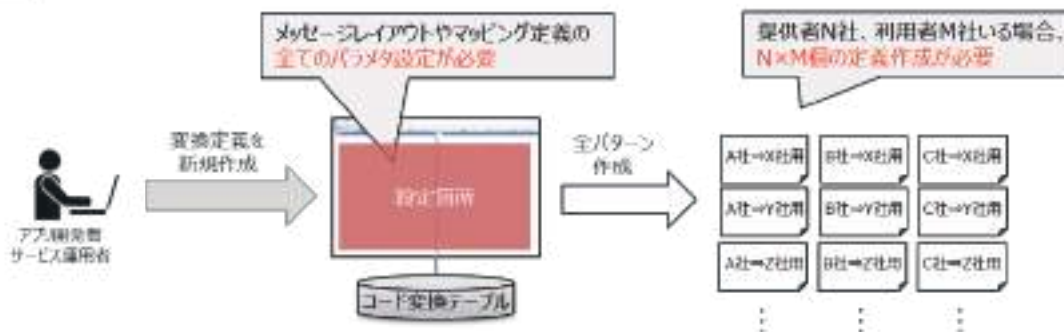 メッセージレイアウトやマッピング定義の
全てのパラメタ設定が必要
提供者N社、利用者M社いる場合、
N×M個の定義作成が必要
変換定義を
新規作成
設定箇所
全パターン
作成
アプリ開発者
サービス運用者
コード変換テーブル
A社⇒X社用
B社⇒X社用
C社⇒X社用
A社⇒Y社用
B社⇒Y社用
C社⇒Y社用
A社⇒Z社用
B社⇒Z社用
C社⇒Z社用